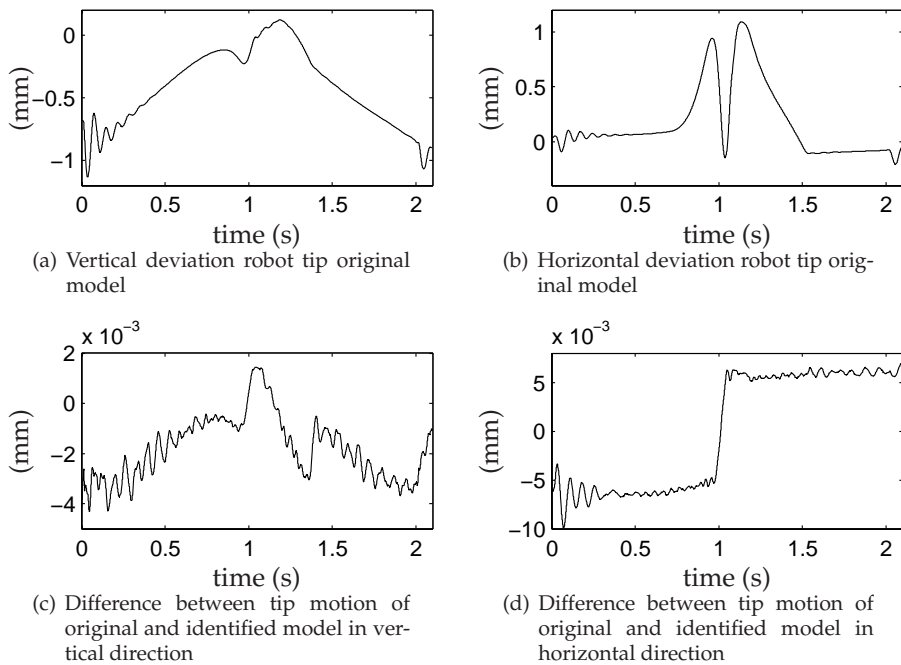 0
−0.5
−1
(mm)
0 0.5 1 1.5 2
time (s)
(a) Vertical deviation robot tip original
model
1
0.5
0
(mm)
0 0.5 1 1.5 2
time (s)
(b) Horizontal deviation robot tip orig-
inal model
x 10−3
2
0
−2
−4
(mm)
0 0.5 1 1.5 2
time (s)
(c) Difference between tip motion of
original and identified model in ver-
tical direction
x 10−3
5
0
−5
−10
(mm)
0 0.5 1 1.5 2
time (s)
(d) Difference between tip motion of
original and identified model in
horizontal direction